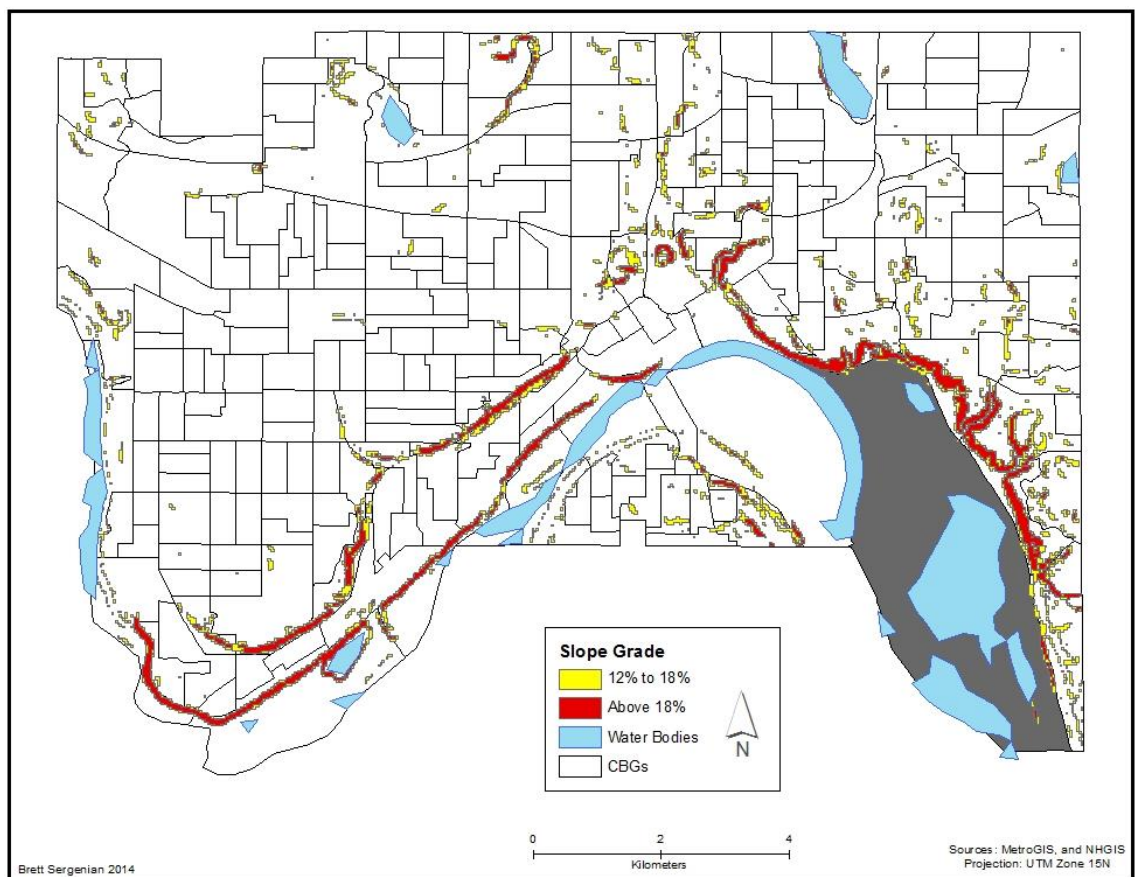 Slope Grade
12% to 18%
Above 18%
Water Bodies
CBGs
N
0 2 4
Kilometers
Brett Sergenian 2014
Sources: MetroGIS, and NHGIS
Projection: UTM Zone 15N